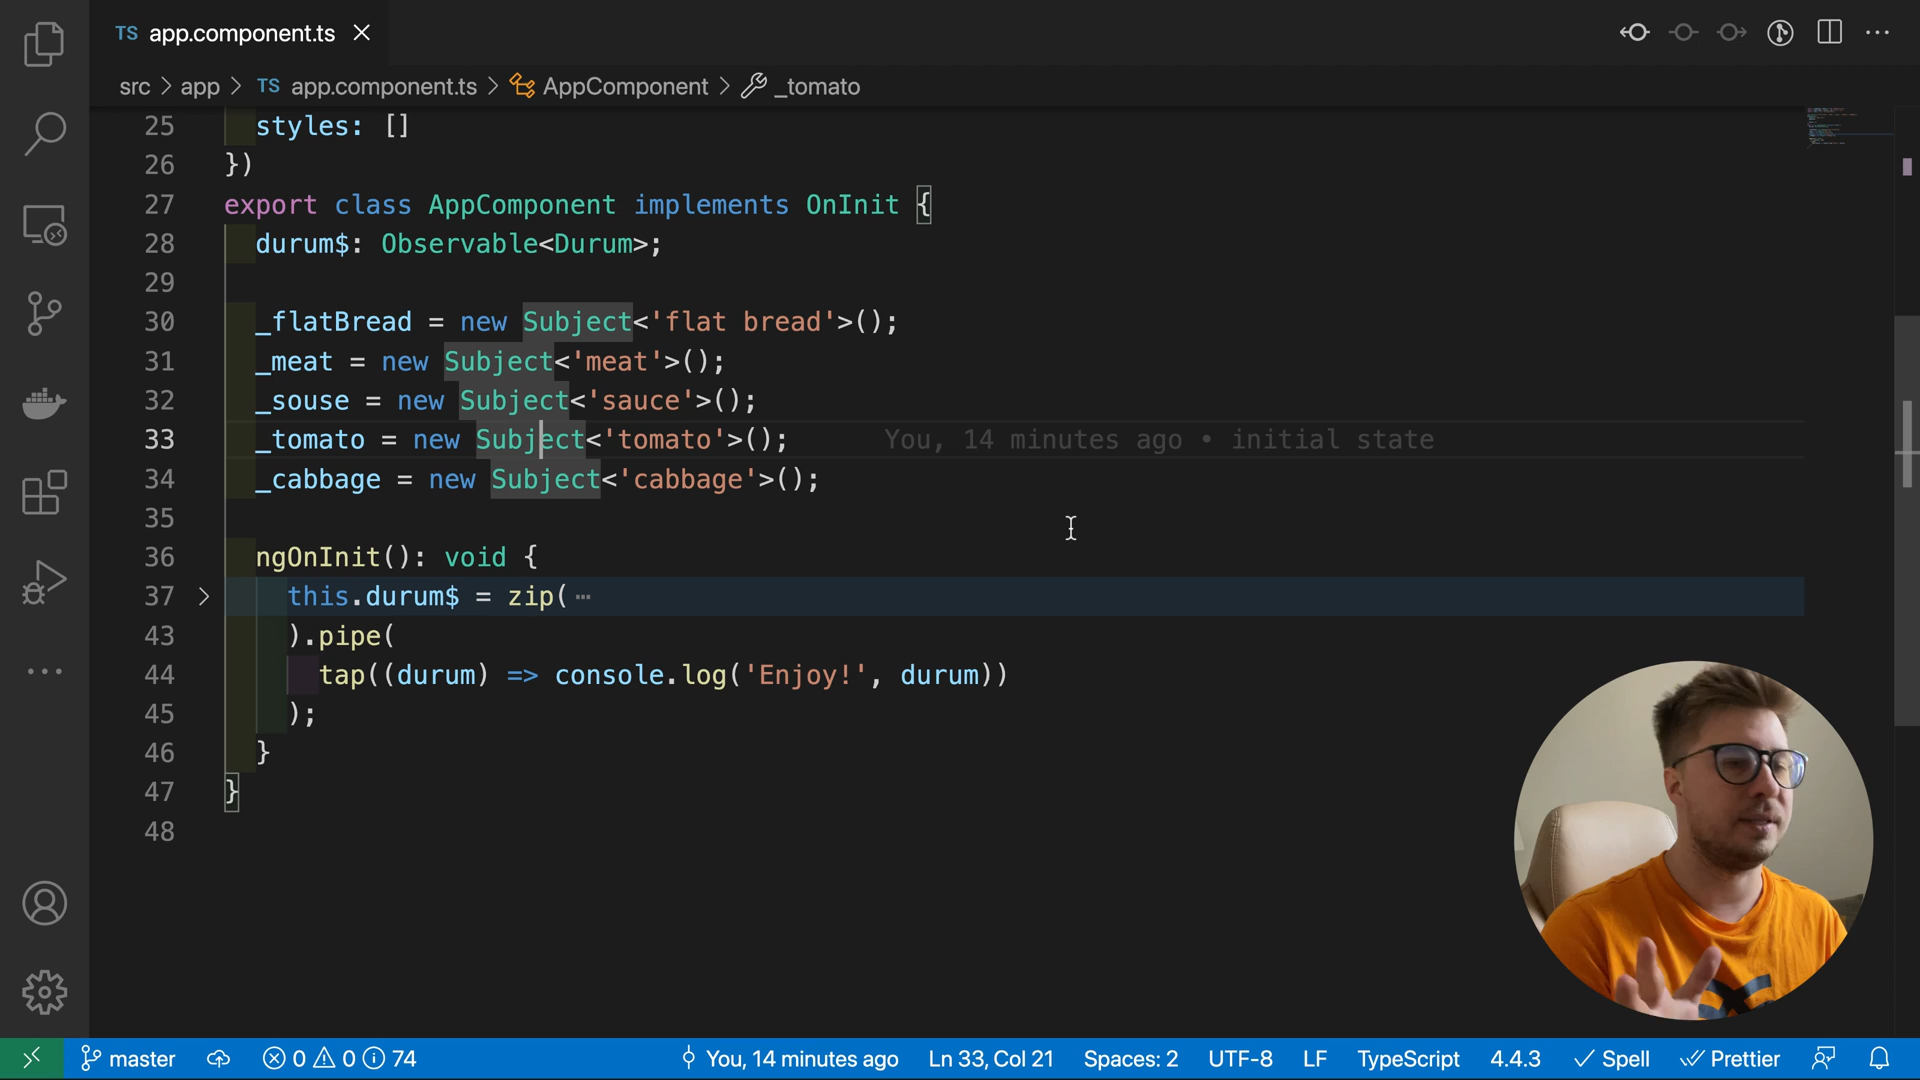 TS app.component.ts
src > app > TS app.component.ts > AppComponent > _tomato
25 styles: []
26 })
27 export class AppComponent implements OnInit {
28 durum$: Observable<Durum>;
29
30 _flatBread = new Subject<'flat bread'>();
31 _meat = new Subject<'meat'>();
32 _souse = new Subject<'sauce'>();
33 _tomato = new Subject<'tomato'>(); You, 14 minutes ago • initial state
34 _cabbage = new Subject<'cabbage'>();
35
36 ngOnInit(): void {
37 this.durum$ = zip( ⋯
43 ).pipe(
44 tap((durum) => console.log('Enjoy!', durum))
45 );
46 }
47 }
48
master 0 0 74 You, 14 minutes ago Ln 33, Col 21 Spaces: 2 UTF-8 LF TypeScript 4.4.3 Spell Prettier